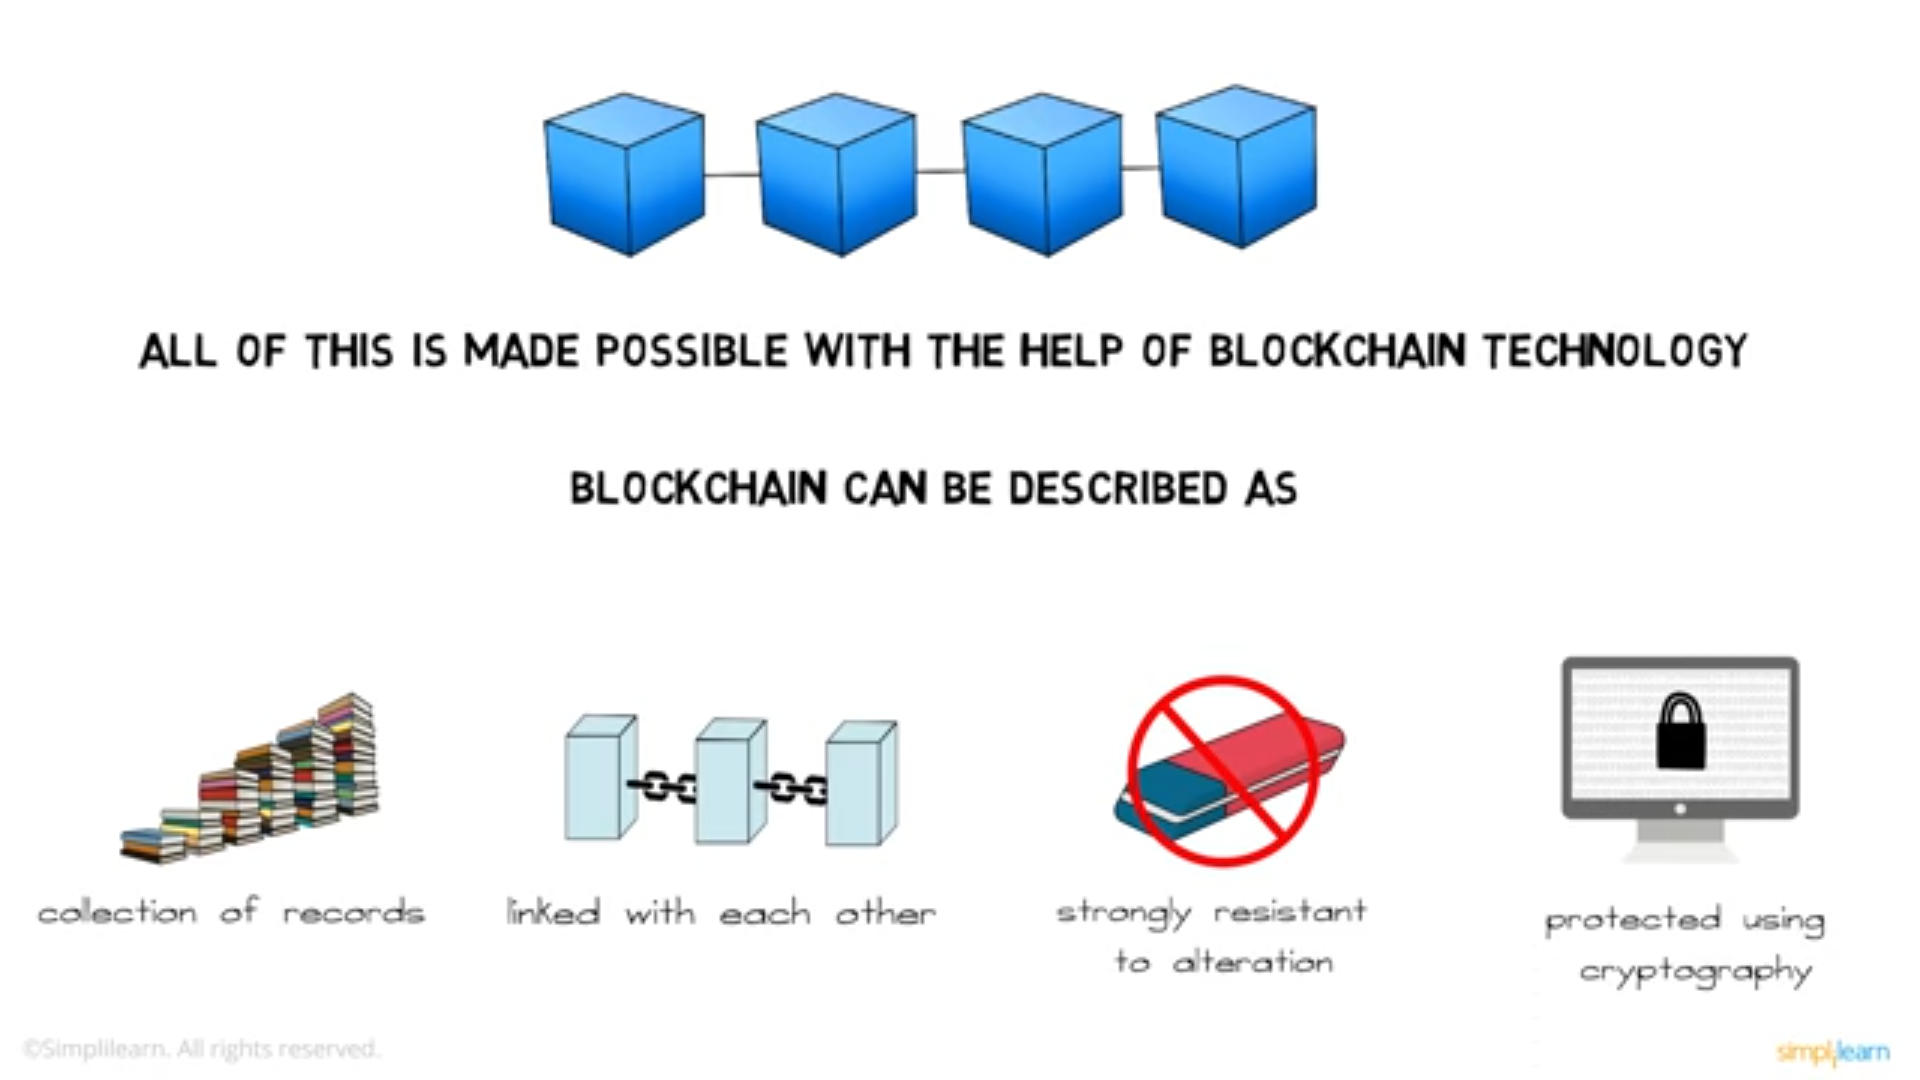 ALL OF THIS IS MADE POSSIBLE WITH THE HELP OF BLOCKCHAIN TECHNOLOGY
BLOCKCHAIN CAN BE DESCRIBED AS
collection of records
linked with each other
strongly resistant
to alteration
protected using
cryptography
©Simplilearn. All rights reserved.
simplilearn